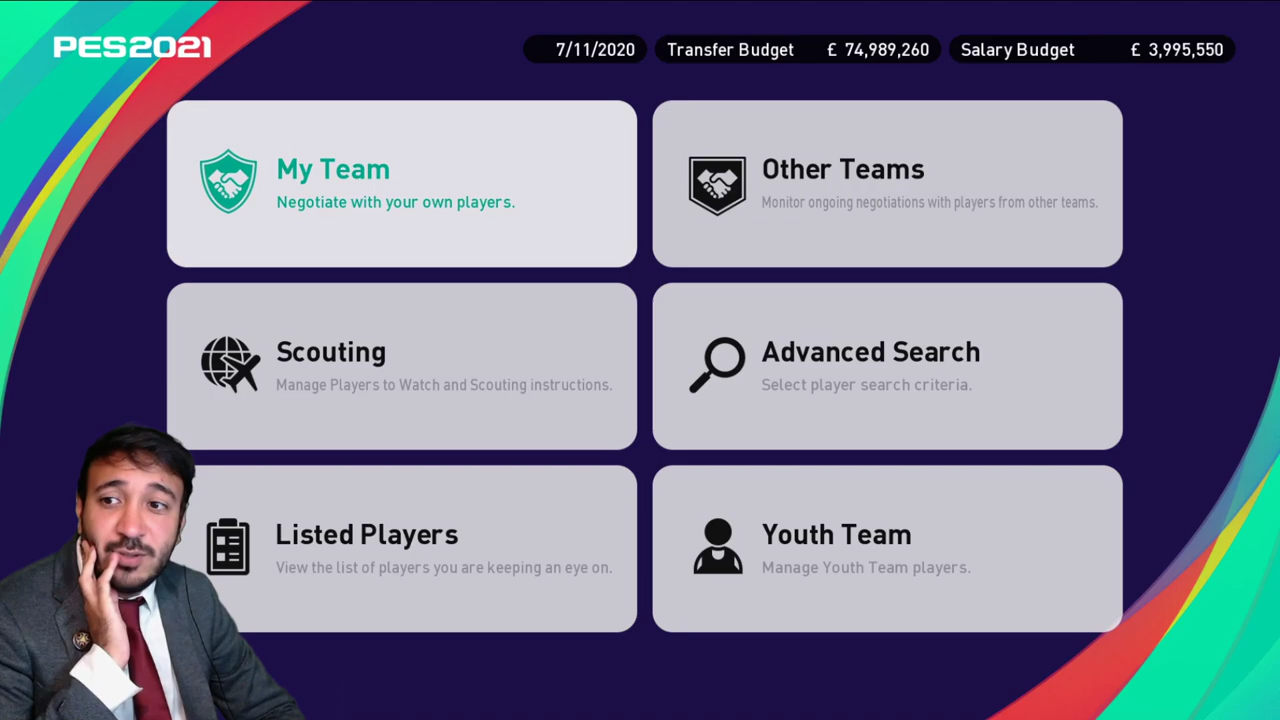 PES2021
7/11/2020 Transfer Budget £ 74,989,260 Salary Budget £ 3,995,550
My Team
Negotiate with your own players.
Other Teams
Monitor ongoing negotiations with players from other teams.
Scouting
Manage Players to Watch and Scouting instructions.
Advanced Search
Select player search criteria.
Listed Players
View the list of players you are keeping an eye on.
Youth Team
Manage Youth Team players.